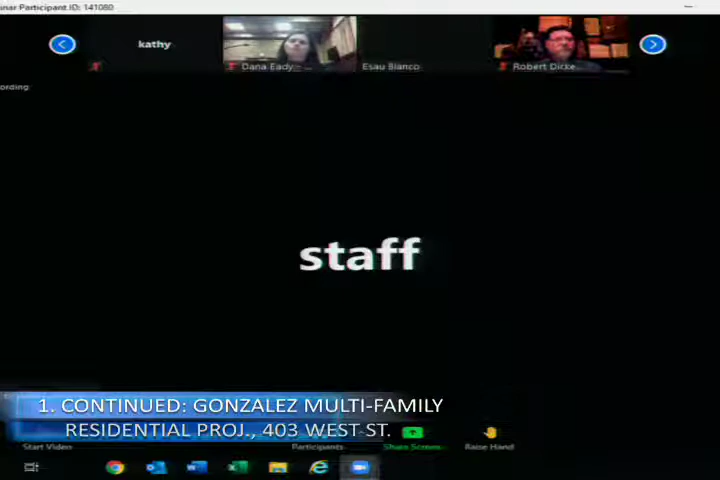 inar Participant ID: 141080
kathy
Dana Eady - ...
Esau Blanco
Robert Dicke...
ording
staff
1. CONTINUED: GONZALEZ MULTI-FAMILY
RESIDENTIAL PROJ., 403 WEST ST.
Start Video
Participants
Share Screen
Raise Hand